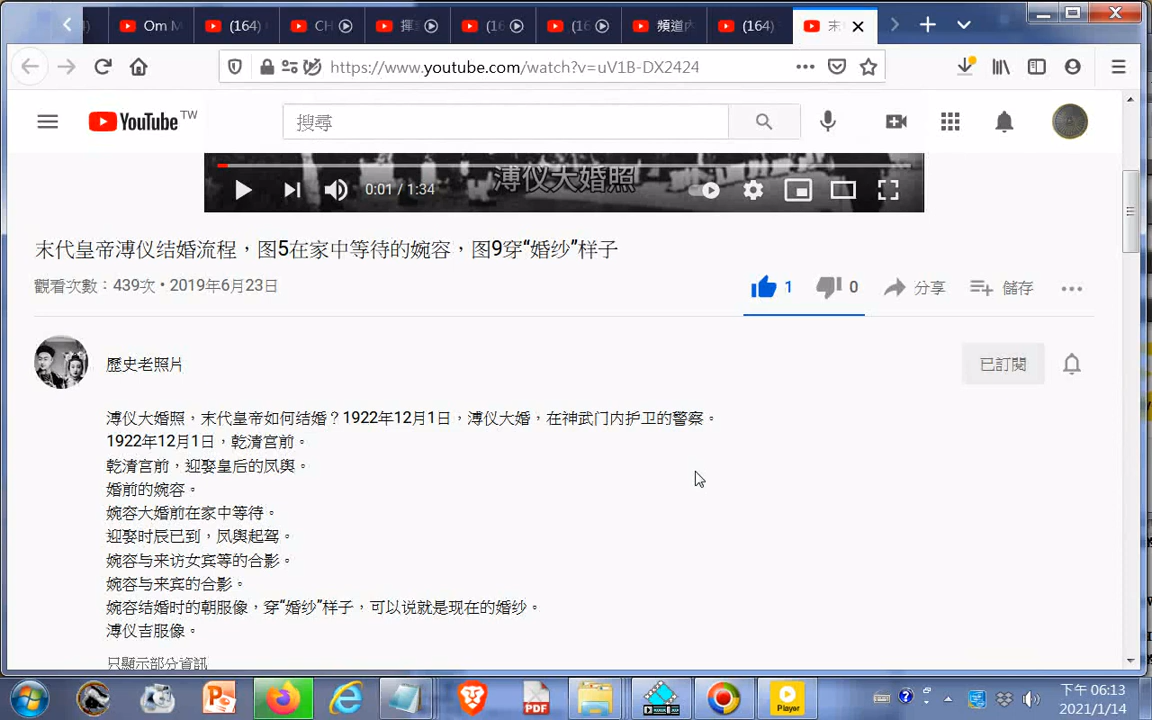 Om M
(164)
CH
揮
(16
(16
頻道内
(164)
末
https://www.youtube.com/watch?v=uV1B-DX2424
YouTube TW
搜尋
溥仪大婚照
0:01 / 1:34
末代皇帝溥仪结婚流程，图5在家中等待的婉容，图9穿“婚纱”样子
觀看次數：439次 • 2019年6月23日
1
0
分享
儲存
歷史老照片
已訂閱
溥仪大婚照，末代皇帝如何结婚？1922年12月1日，溥仪大婚，在神武门内护卫的警察。
1922年12月1日，乾清宫前。
乾清宫前，迎娶皇后的凤舆。
婚前的婉容。
婉容大婚前在家中等待。
迎娶时辰已到，凤舆起驾。
婉容与来访女宾等的合影。
婉容与来宾的合影。
婉容结婚时的朝服像，穿“婚纱”样子，可以说就是现在的婚纱。
溥仪吉服像。
只顯示部分資訊
PDF
Player
下午 06:13
2021/1/14